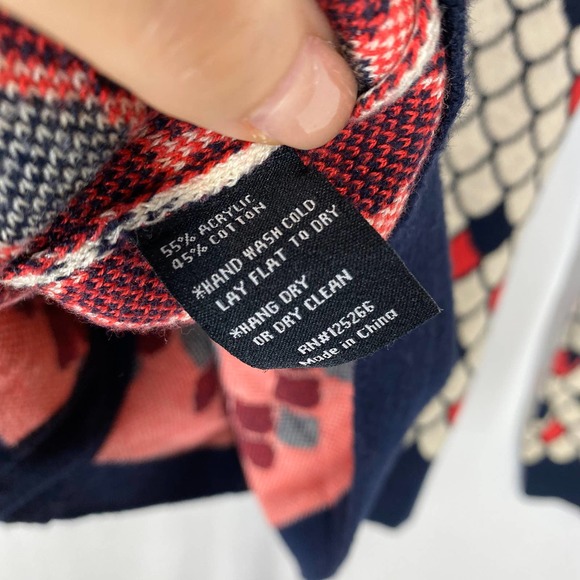 55% ACRYLIC
45% COTTON
*HAND WASH COLD
LAY FLAT TO DRY
*HANG DRY
OR DRY CLEAN
RN#125266
Made in China